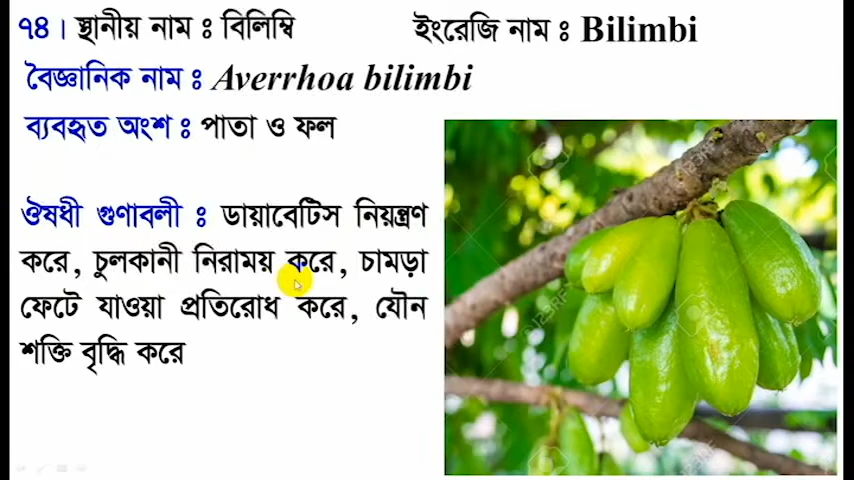 ৭৪। স্থানীয় নাম ঃ বিলিম্বি ইংরেজি নাম ঃ Bilimbi
বৈজ্ঞানিক নাম ঃ Averrhoa bilimbi
ব্যবহৃত অংশ ঃ পাতা ও ফল
ঔষধী গুণাবলী ঃ ডায়াবেটিস নিয়ন্ত্রণ
করে, চুলকানী নিরাময় করে, চামড়া
ফেটে যাওয়া প্রতিরোধ করে, যৌন
শক্তি বৃদ্ধি করে
123RF